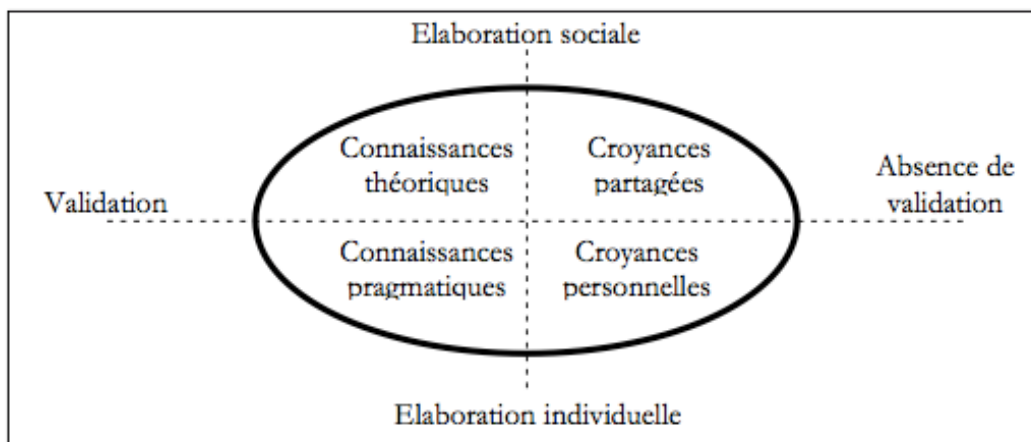 Elaboration sociale
Connaissances
théoriques
Croyances
partagées
Validation
Absence de
validation
Connaissances
pragmatiques
Croyances
personnelles
Elaboration individuelle